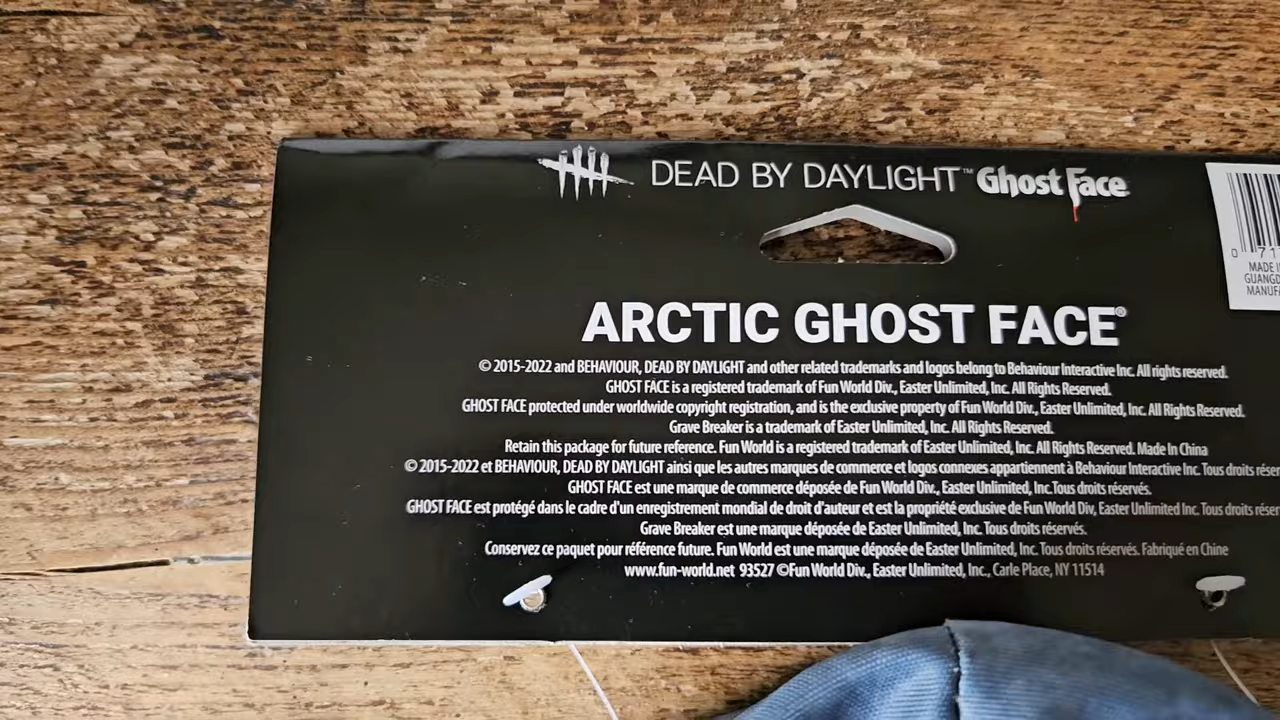 DEAD BY DAYLIGHT™ Ghost Face
ARCTIC GHOST FACE®
© 2015-2022 and BEHAVIOUR, DEAD BY DAYLIGHT and other related trademarks and logos belong to Behaviour Interactive Inc. All rights reserved.
GHOST FACE is a registered trademark of Fun World Div., Easter Unlimited, Inc. All Rights Reserved.
GHOST FACE protected under worldwide copyright registration, and is the exclusive property of Fun World Div., Easter Unlimited, Inc. All Rights Reserved.
Grave Breaker is a trademark of Easter Unlimited, Inc. All Rights Reserved.
Retain this package for future reference. Fun World is a registered trademark of Easter Unlimited, Inc. All Rights Reserved. Made In China
© 2015-2022 et BEHAVIOUR, DEAD BY DAYLIGHT ainsi que les autres marques de commerce et logos connexes appartiennent à Behaviour Interactive Inc. Tous droits
GHOST FACE est une marque de commerce déposée de Fun World Div., Easter Unlimited, Inc.Tous droits réservés.
GHOST FACE est protégé dans le cadre d'un enregistrement mondial de droit d'auteur et est la propriété exclusive de Fun World Div, Easter Unlimited, Inc. Tous droits
Grave Breaker est une marque déposée de Easter Unlimited, Inc. Tous droits réservés.
Conservez ce paquet pour référence future. Fun World est une marque déposée de Easter Unlimited, Inc. Tous droits réservés. Fabriqué en Chine
www.fun-world.net 93527 ©Fun World Div., Easter Unlimited, Inc., Carle Place, NY 11514
0 71
MADE